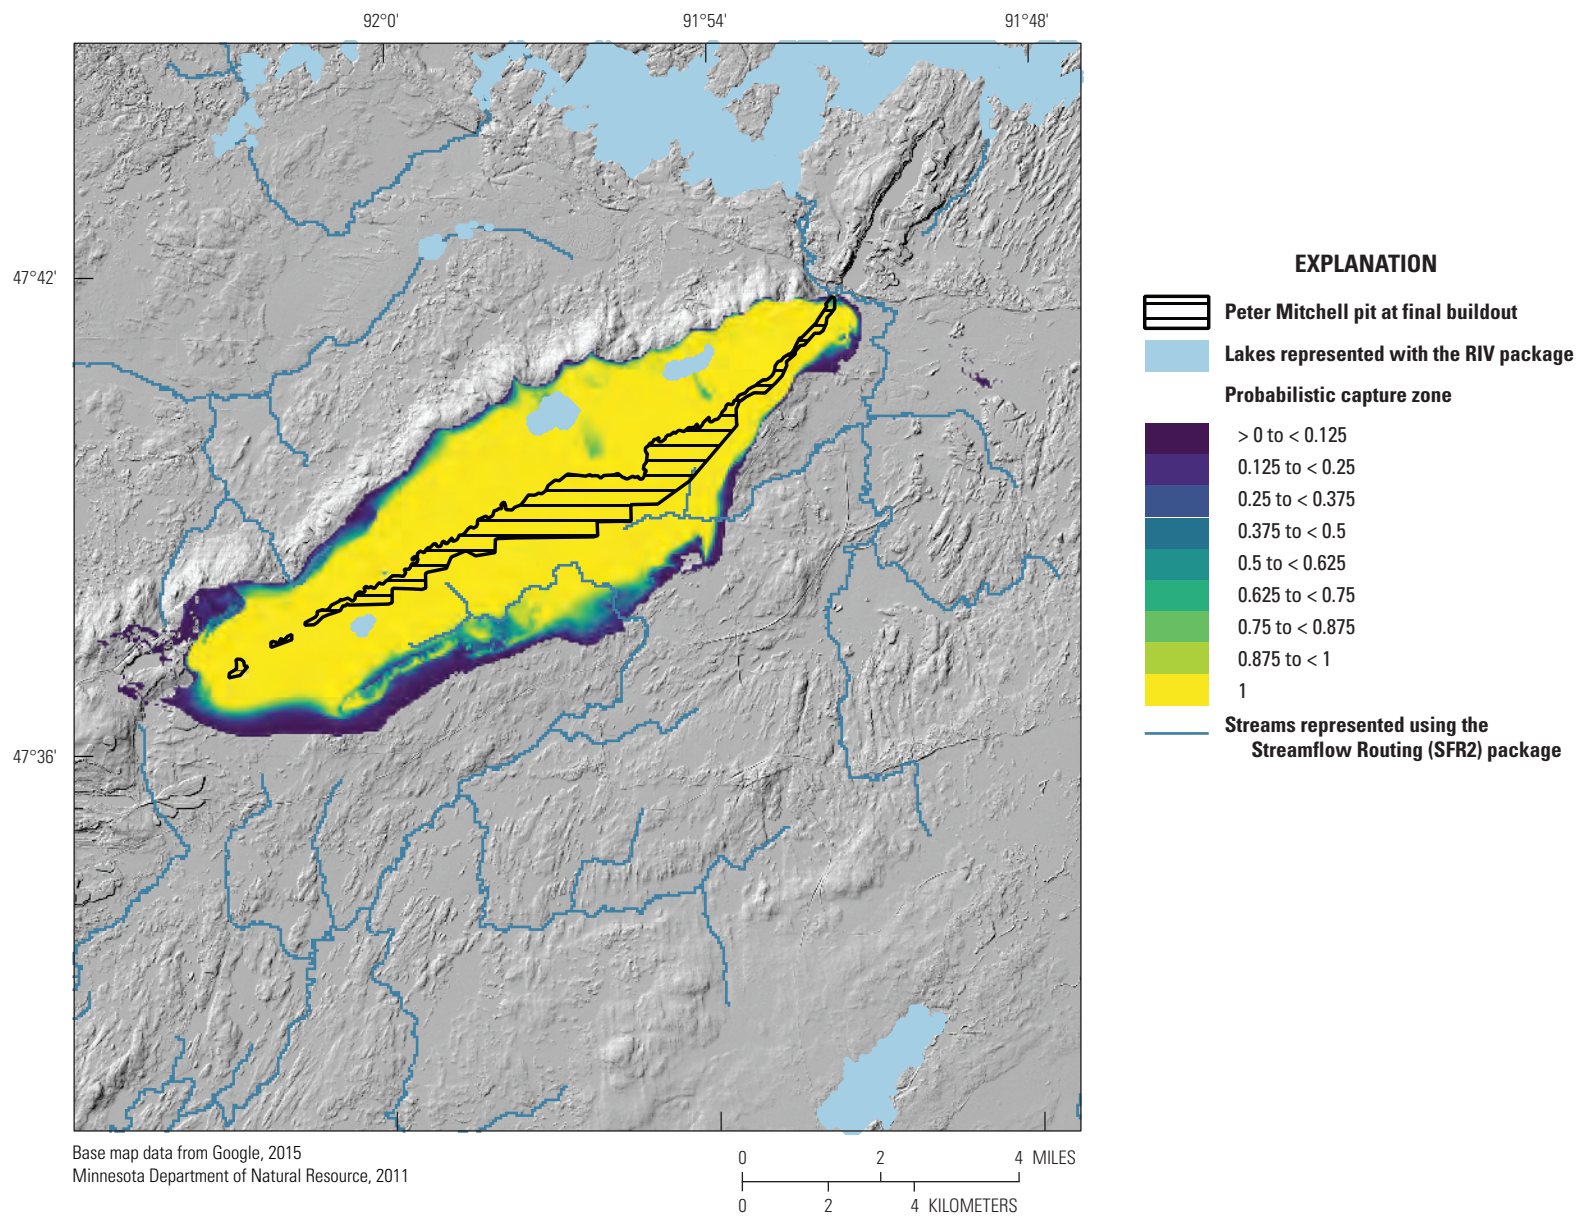 92°0'
91°54'
91°48'
47°42'
47°36'
EXPLANATION
Peter Mitchell pit at final buildout
Lakes represented with the RIV package
Probabilistic capture zone
> 0 to < 0.125
0.125 to < 0.25
0.25 to < 0.375
0.375 to < 0.5
0.5 to < 0.625
0.625 to < 0.75
0.75 to < 0.875
0.875 to < 1
1
Streams represented using the
Streamflow Routing (SFR2) package
Base map data from Google, 2015
Minnesota Department of Natural Resource, 2011
0 2 4 MILES
0 2 4 KILOMETERS